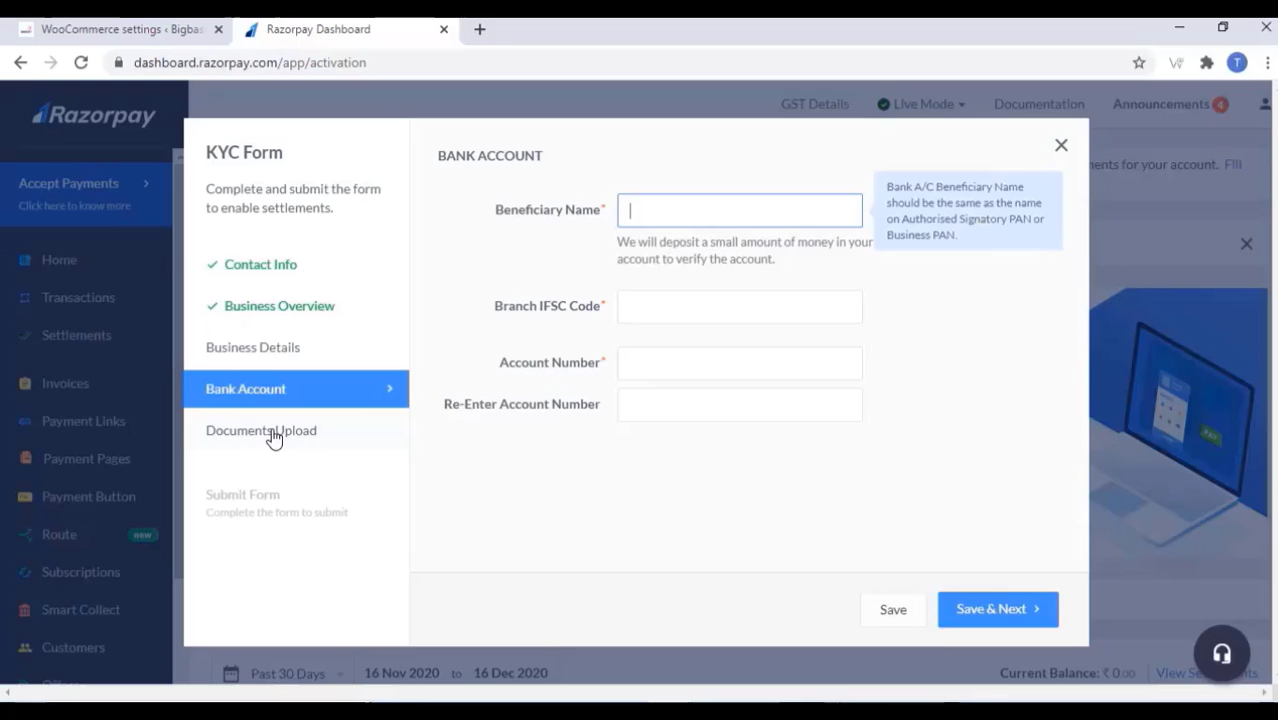 WooCommerce settings ‹ Bigbas
Razorpay Dashboard
dashboard.razorpay.com/app/activation
T
Razorpay
GST Details
Live Mode
Documentation
Announcements 4
Accept Payments
Click here to know more
Home
Transactions
Settlements
Invoices
Payment Links
Payment Pages
Payment Button
Route new
Subscriptions
Smart Collect
Customers
KYC Form
Complete and submit the form
to enable settlements.
Contact Info
Business Overview
Business Details
Bank Account
Documents Upload
Submit Form
Complete the form to submit
BANK ACCOUNT
Beneficiary Name*
We will deposit a small amount of money in your
account to verify the account.
Bank A/C Beneficiary Name
should be the same as the name
on Authorised Signatory PAN or
Business PAN.
Branch IFSC Code*
Account Number*
Re-Enter Account Number
Save
Save & Next
ments for your account. Fill
PAY
Past 30 Days
16 Nov 2020 to 16 Dec 2020
Current Balance: ₹ 0.00
View Se